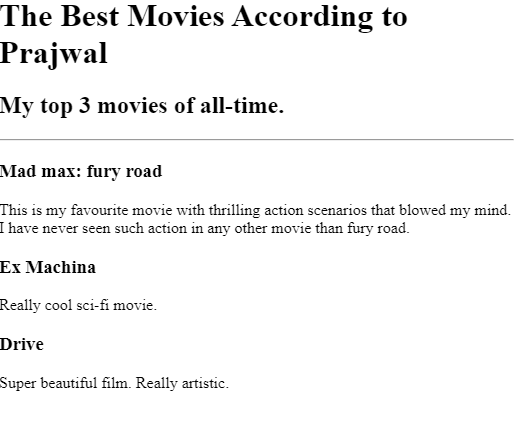 The Best Movies According to
Prajwal
My top 3 movies of all-time.
Mad max: fury road
This is my favourite movie with thrilling action scenarios that blowed my mind.
I have never seen such action in any other movie than fury road.
Ex Machina
Really cool sci-fi movie.
Drive
Super beautiful film. Really artistic.